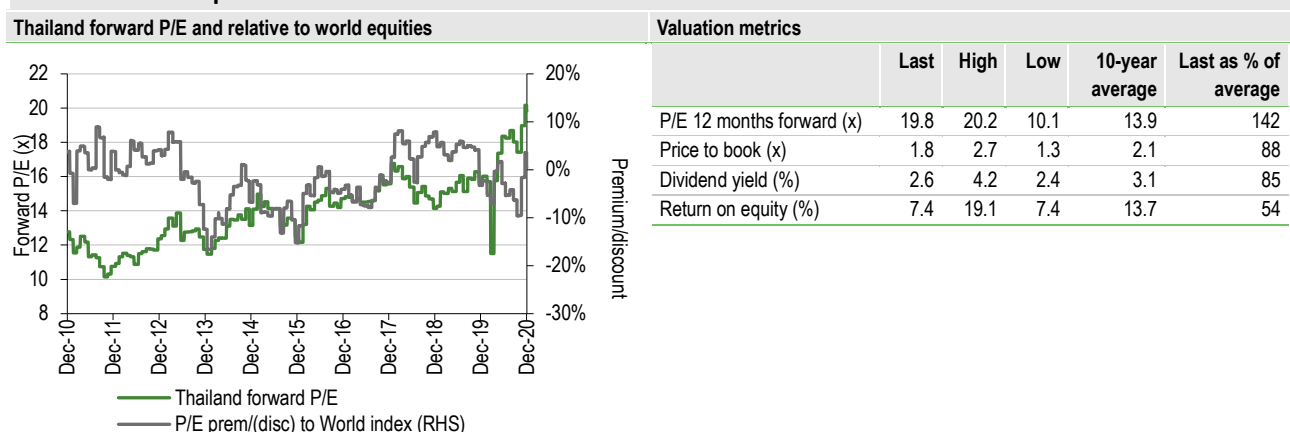 Thailand forward P/E and relative to world equities
22
20
18
16
14
12
10
8
Forward P/E (x)
20%
10%
0%
-10%
-20%
-30%
Premium/discount
Dec-10
Dec-11
Dec-12
Dec-13
Dec-14
Dec-15
Dec-16
Dec-17
Dec-18
Dec-19
Dec-20
Thailand forward P/E
P/E prem/(disc) to World index (RHS)
Valuation metrics
Last High Low 10-year average Last as % of average
P/E 12 months forward (x) 19.8 20.2 10.1 13.9 142
Price to book (x) 1.8 2.7 1.3 2.1 88
Dividend yield (%) 2.6 4.2 2.4 3.1 85
Return on equity (%) 7.4 19.1 7.4 13.7 54